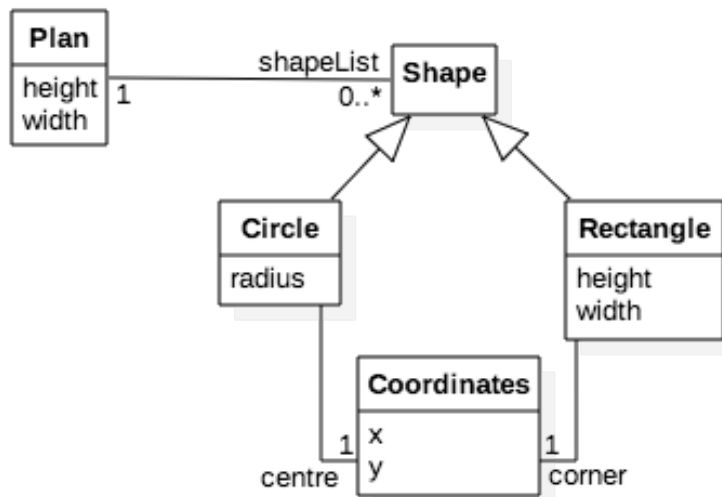 Plan
height
width
1
shapeList
0..*
Shape
Circle
radius
Rectangle
height
width
Coordinates
x
y
1
centre
1
corner